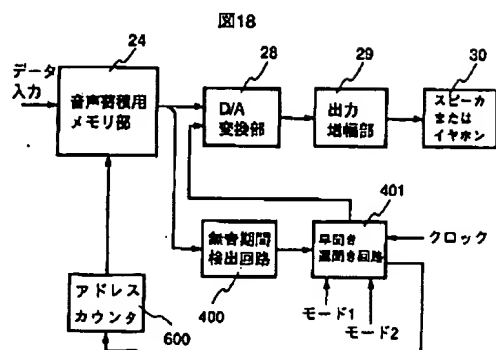 図18
24
28
29
30
データ
入力
音声蓄積用
メモリ部
D/A
変換部
出力
増幅部
スピーカ
または
イヤホン
401
無音期間
検出回路
早聞き
遅聞き回路
クロック
400
モード1
モード2
アドレス
カウンタ
600